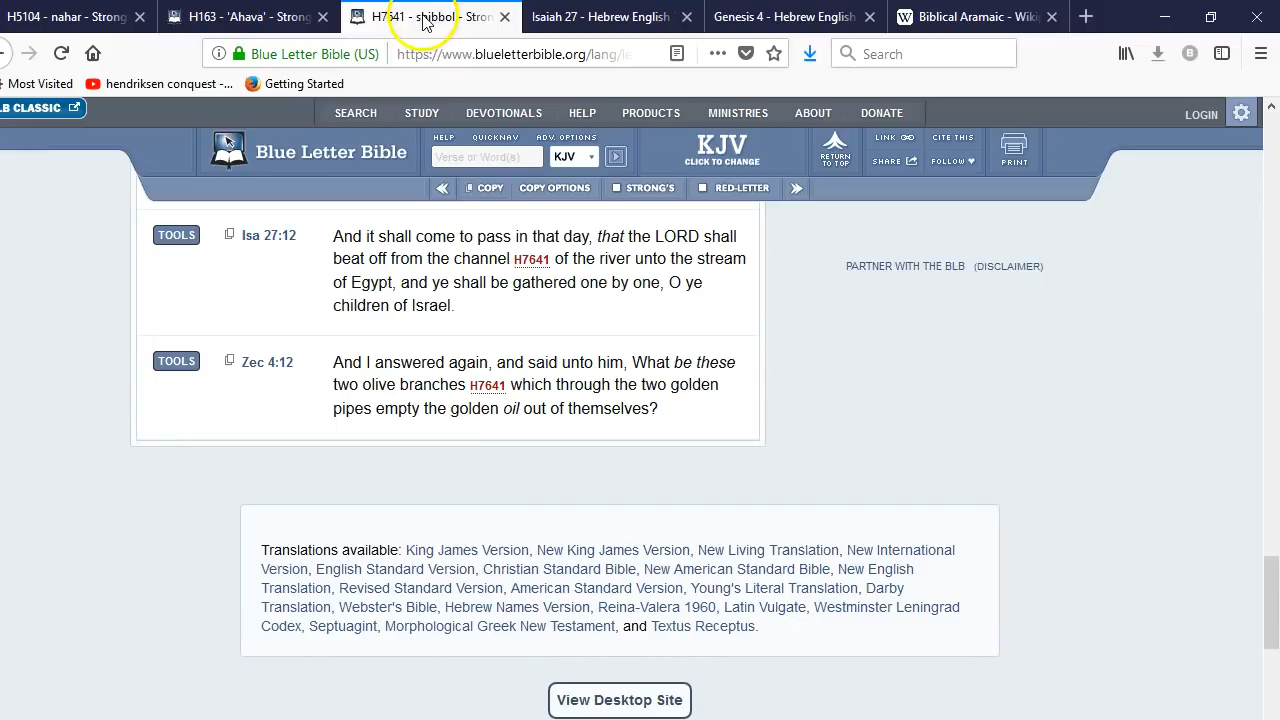 H5104 - nahar - Strong
H163 - 'Ahava' - Strong
H7641 - shibbol - Stron
Isaiah 27 - Hebrew English
Genesis 4 - Hebrew English
Biblical Aramaic - Wiki
Blue Letter Bible (US)
https://www.blueletterbible.org/lang/le
Search
Most Visited
hendriksen conquest -...
Getting Started
LB CLASSIC
SEARCH STUDY DEVOTIONALS HELP PRODUCTS MINISTRIES ABOUT DONATE
LOGIN
Blue Letter Bible
HELP QUICKNAV ADV. OPTIONS
Verse or Word(s)
KJV
KJV
CLICK TO CHANGE
RETURN
TO TOP
LINK
CITE THIS
SHARE
FOLLOW
PRINT
COPY COPY OPTIONS STRONG'S RED-LETTER
TOOLS
Isa 27:12
And it shall come to pass in that day, that the LORD shall
beat off from the channel H7641 of the river unto the stream
of Egypt, and ye shall be gathered one by one, O ye
children of Israel.
PARTNER WITH THE BLB (DISCLAIMER)
TOOLS
Zec 4:12
And I answered again, and said unto him, What be these
two olive branches H7641 which through the two golden
pipes empty the golden oil out of themselves?
Translations available: King James Version, New King James Version, New Living Translation, New International
Version, English Standard Version, Christian Standard Bible, New American Standard Bible, New English
Translation, Revised Standard Version, American Standard Version, Young's Literal Translation, Darby
Translation, Webster's Bible, Hebrew Names Version, Reina-Valera 1960, Latin Vulgate, Westminster Leningrad
Codex, Septuagint, Morphological Greek New Testament, and Textus Receptus.
View Desktop Site